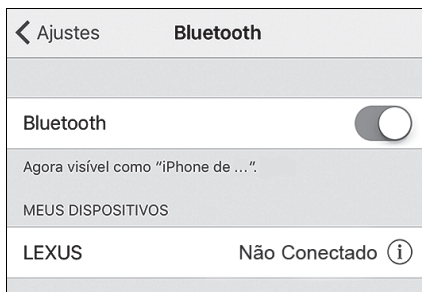 Ajustes Bluetooth
Bluetooth
Agora visível como “iPhone de ...”.
MEUS DISPOSITIVOS
LEXUS Não Conectado